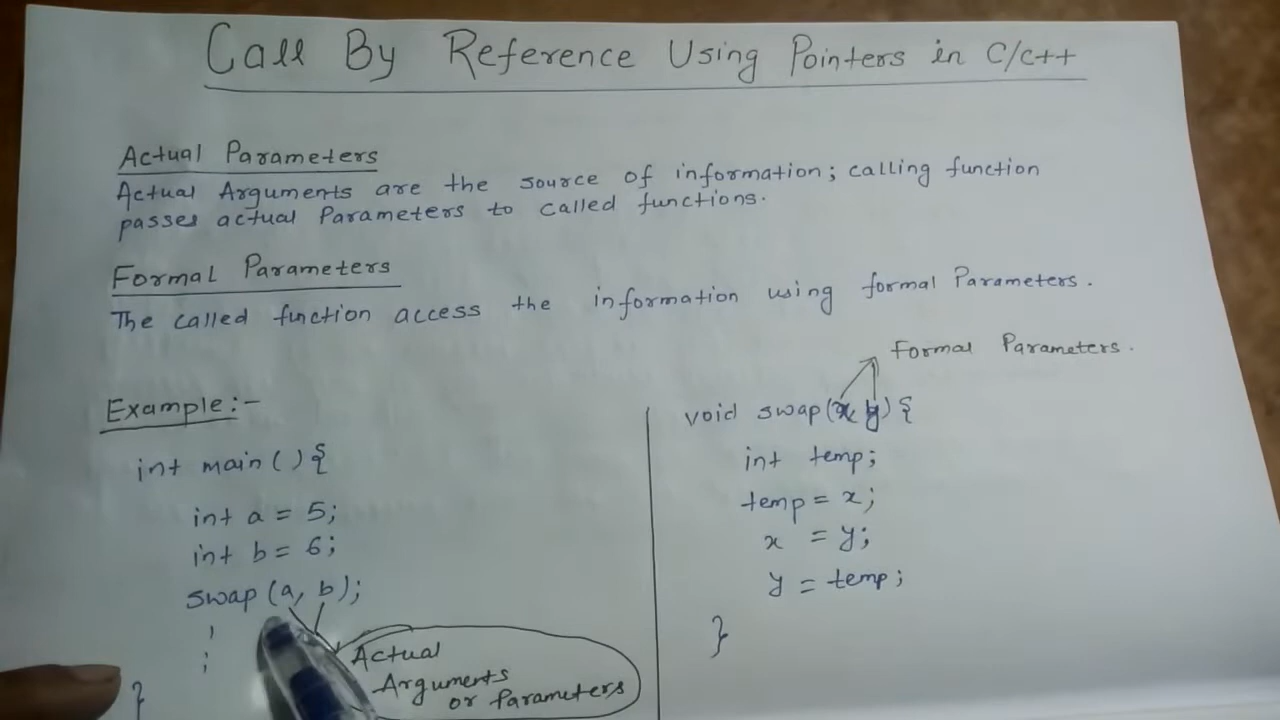 Call By Reference Using Pointers in C/C++
Actual Parameters
Actual Arguments are the source of information; calling function
passes actual Parameters to called functions.
Formal Parameters
The called function access the information using formal Parameters.
Example:-
int main () {
int a = 5;
int b = 6;
swap (a, b);
;
;
}
Actual
Arguments
or Parameters
Formal Parameters.
void swap (x y) {
int temp;
temp = x;
x = y;
y = temp;
}